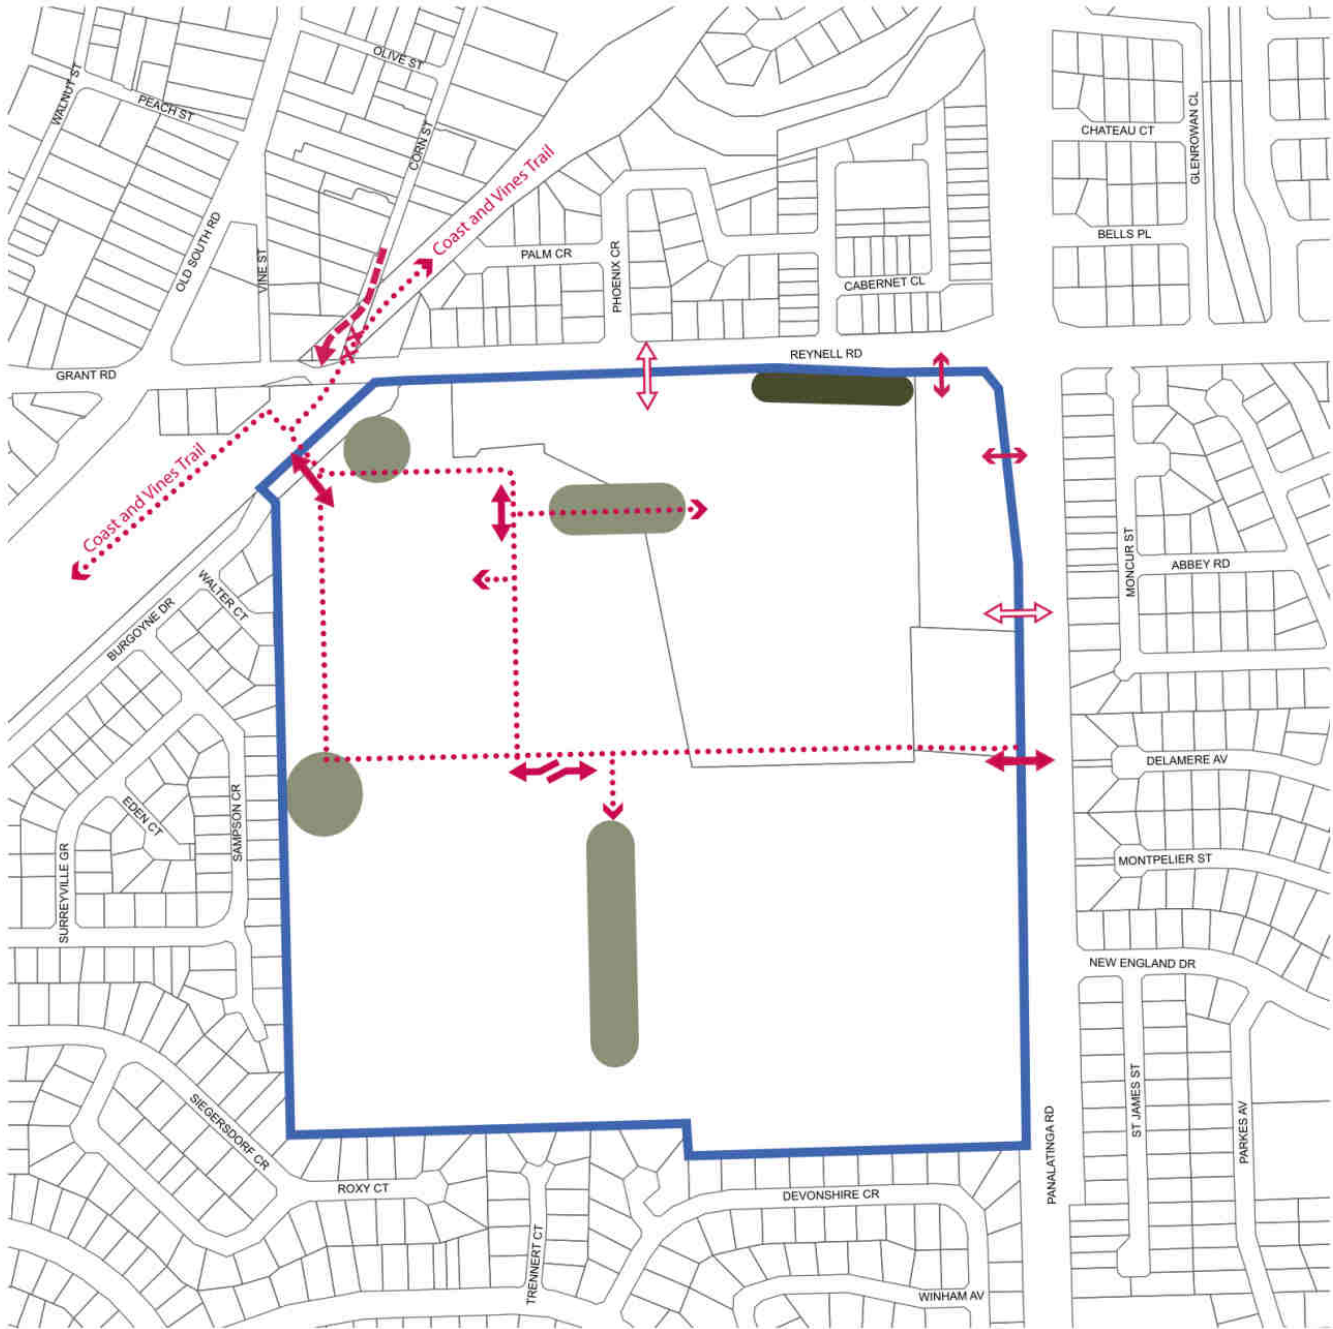 OLIVE ST
WALNUT ST
PEACH ST
CORN ST
CHATEAU CT
GLENROWAN CL
Coast and Vines Trail
OLD SOUTH RD
VINE ST
PALM CR
PHOENIX CR
BELLS PL
CABERNET CL
REYNELL RD
GRANT RD
Coast and Vines Trail
WALTER CT
BURGOYNE DR
MONCUR ST
ABBEY RD
DELAMERE AV
EDEN CT
SAMPSON CR
SURREYVILLE GR
MONTPELIER ST
NEW ENGLAND DR
SIEGERSDORF CR
ST JAMES ST
PARKES AV
PANALATINGA RD
ROXY CT
DEVONSHIRE CR
TRENNERT CT
WINHAM AV